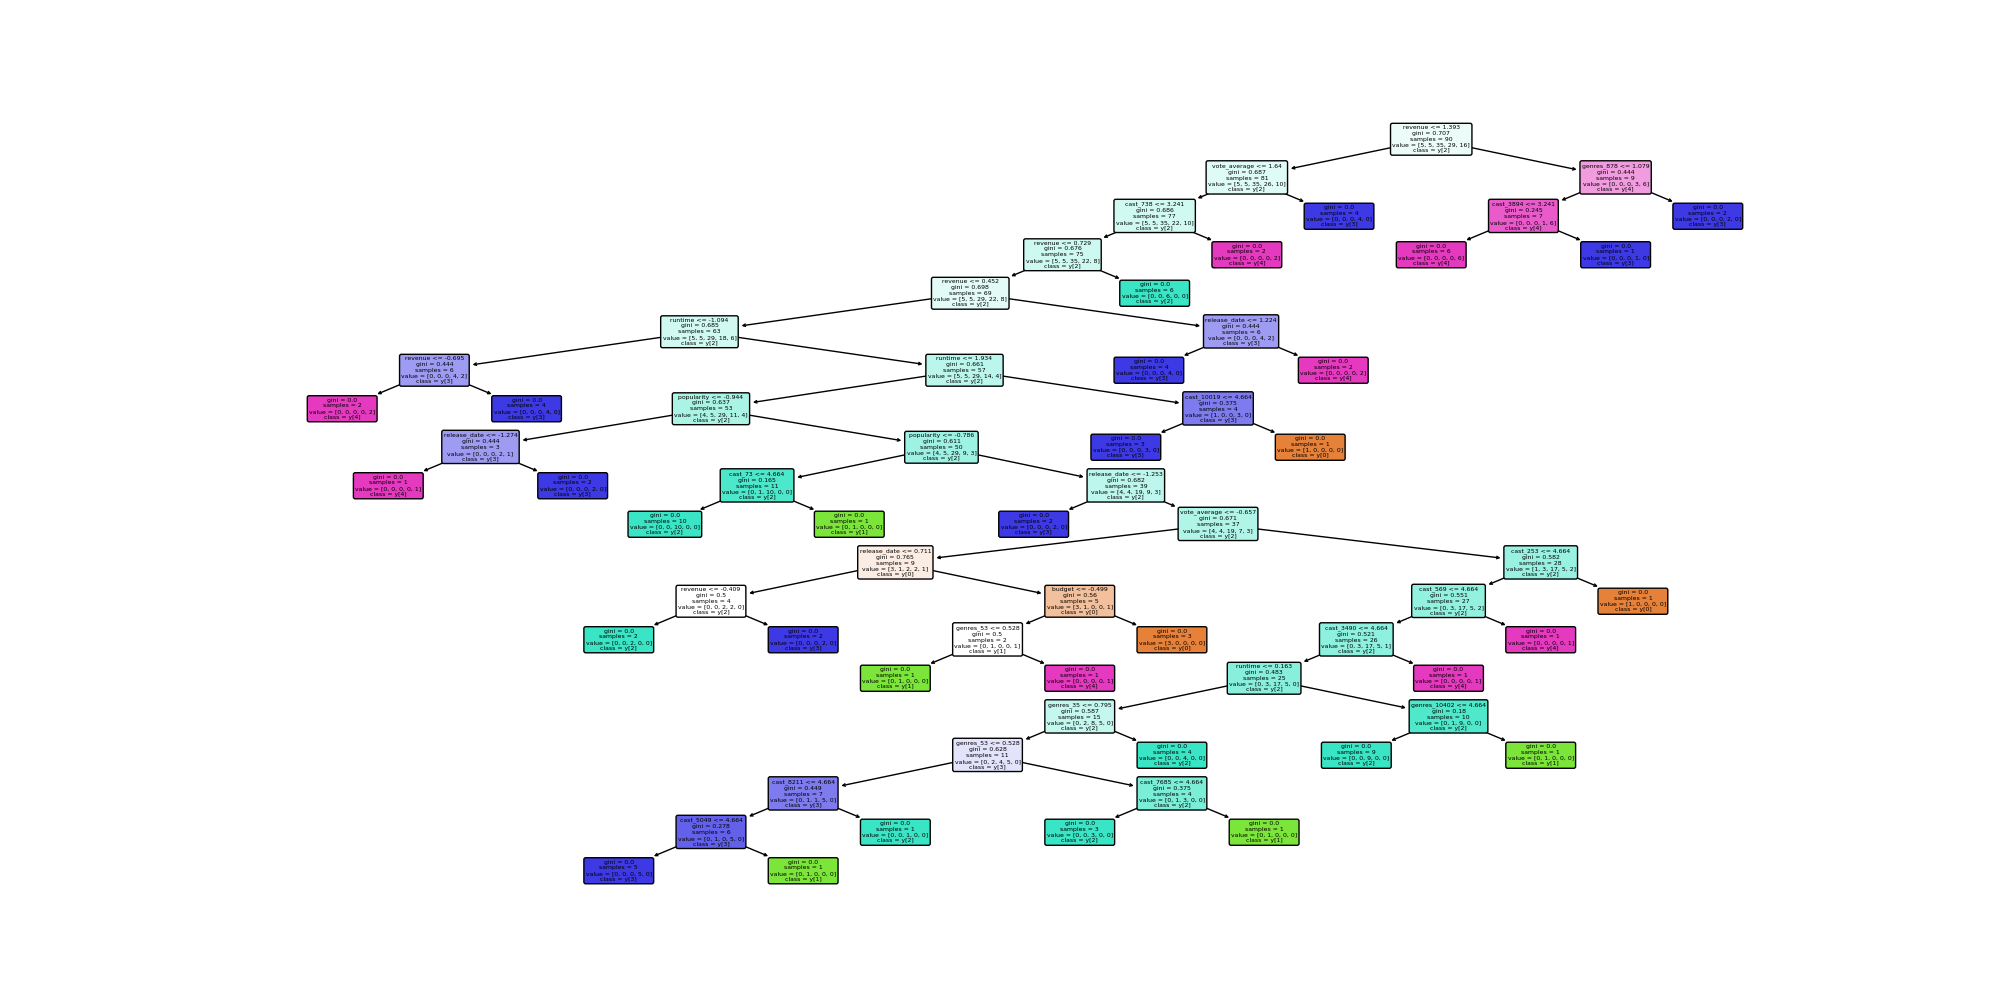 revenue <= 1.393
gini = 0.707
samples = 90
value = [5, 5, 35, 29, 16]
class = y[2]
vote_average <= 1.64
gini = 0.687
samples = 81
value = [5, 5, 35, 26, 10]
class = y[2]
genres_878 <= 1.079
gini = 0.444
samples = 9
value = [0, 0, 0, 3, 6]
class = y[4]
cast_738 <= 3.241
gini = 0.686
samples = 77
value = [5, 5, 35, 22, 10]
class = y[2]
gini = 0.0
samples = 4
value = [0, 0, 0, 4, 0]
class = y[3]
cast_3894 <= 3.241
gini = 0.245
samples = 7
value = [0, 0, 0, 1, 6]
class = y[4]
gini = 0.0
samples = 2
value = [0, 0, 0, 2, 0]
class = y[3]
revenue <= 0.729
gini = 0.676
samples = 75
value = [5, 5, 35, 22, 8]
class = y[2]
gini = 0.0
samples = 2
value = [0, 0, 0, 0, 2]
class = y[4]
gini = 0.0
samples = 6
value = [0, 0, 0, 0, 6]
class = y[4]
gini = 0.0
samples = 1
value = [0, 0, 0, 1, 0]
class = y[3]
revenue <= 0.452
gini = 0.698
samples = 69
value = [5, 5, 29, 22, 8]
class = y[2]
gini = 0.0
samples = 6
value = [0, 0, 6, 0, 0]
class = y[2]
runtime <= -1.094
gini = 0.685
samples = 63
value = [5, 5, 29, 18, 6]
class = y[2]
release_date <= 1.224
gini = 0.444
samples = 6
value = [0, 0, 0, 4, 2]
class = y[3]
revenue <= -0.695
gini = 0.444
samples = 6
value = [0, 0, 0, 4, 2]
class = y[3]
runtime <= 1.934
gini = 0.661
samples = 57
value = [5, 5, 29, 14, 4]
class = y[2]
gini = 0.0
samples = 4
value = [0, 0, 0, 4, 0]
class = y[3]
gini = 0.0
samples = 2
value = [0, 0, 0, 0, 2]
class = y[4]
gini = 0.0
samples = 2
value = [0, 0, 0, 0, 2]
class = y[4]
gini = 0.0
samples = 4
value = [0, 0, 0, 4, 0]
class = y[3]
popularity <= -0.944
gini = 0.637
samples = 53
value = [4, 5, 29, 11, 4]
class = y[2]
cast_10019 <= 4.664
gini = 0.375
samples = 4
value = [1, 0, 0, 3, 0]
class = y[3]
release_date <= -1.274
gini = 0.444
samples = 3
value = [0, 0, 0, 2, 1]
class = y[3]
popularity <= -0.786
gini = 0.611
samples = 50
value = [4, 5, 29, 9, 3]
class = y[2]
gini = 0.0
samples = 3
value = [0, 0, 0, 3, 0]
class = y[3]
gini = 0.0
samples = 1
value = [1, 0, 0, 0, 0]
class = y[0]
gini = 0.0
samples = 1
value = [0, 0, 0, 0, 1]
class = y[4]
gini = 0.0
samples = 2
value = [0, 0, 0, 2, 0]
class = y[3]
cast_73 <= 4.664
gini = 0.165
samples = 11
value = [0, 1, 10, 0, 0]
class = y[2]
release_date <= -1.253
gini = 0.682
samples = 39
value = [4, 4, 19, 9, 3]
class = y[2]
gini = 0.0
samples = 10
value = [0, 0, 10, 0, 0]
class = y[2]
gini = 0.0
samples = 1
value = [0, 1, 0, 0, 0]
class = y[1]
gini = 0.0
samples = 2
value = [0, 0, 0, 2, 0]
class = y[3]
vote_average <= -0.657
gini = 0.671
samples = 37
value = [4, 4, 19, 7, 3]
class = y[2]
release_date <= 0.711
gini = 0.765
samples = 9
value = [3, 1, 2, 2, 1]
class = y[0]
cast_253 <= 4.664
gini = 0.582
samples = 28
value = [1, 3, 17, 5, 2]
class = y[2]
revenue <= -0.409
gini = 0.5
samples = 4
value = [0, 0, 2, 2, 0]
class = y[2]
budget <= -0.499
gini = 0.56
samples = 5
value = [3, 1, 0, 0, 1]
class = y[0]
cast_569 <= 4.664
gini = 0.551
samples = 27
value = [0, 3, 17, 5, 2]
class = y[2]
gini = 0.0
samples = 1
value = [1, 0, 0, 0, 0]
class = y[0]
gini = 0.0
samples = 2
value = [0, 0, 2, 0, 0]
class = y[2]
gini = 0.0
samples = 2
value = [0, 0, 0, 2, 0]
class = y[3]
genres_53 <= 0.528
gini = 0.5
samples = 2
value = [0, 1, 0, 0, 1]
class = y[1]
gini = 0.0
samples = 3
value = [3, 0, 0, 0, 0]
class = y[0]
cast_3490 <= 4.664
gini = 0.521
samples = 26
value = [0, 3, 17, 5, 1]
class = y[2]
gini = 0.0
samples = 1
value = [0, 0, 0, 0, 1]
class = y[4]
gini = 0.0
samples = 1
value = [0, 1, 0, 0, 0]
class = y[1]
gini = 0.0
samples = 1
value = [0, 0, 0, 0, 1]
class = y[4]
runtime <= 0.163
gini = 0.483
samples = 25
value = [0, 3, 17, 5, 0]
class = y[2]
gini = 0.0
samples = 1
value = [0, 0, 0, 0, 1]
class = y[4]
genres_35 <= 0.795
gini = 0.587
samples = 15
value = [0, 2, 8, 5, 0]
class = y[2]
genres_10402 <= 4.664
gini = 0.18
samples = 10
value = [0, 1, 9, 0, 0]
class = y[2]
genres_53 <= 0.528
gini = 0.628
samples = 11
value = [0, 2, 4, 5, 0]
class = y[3]
gini = 0.0
samples = 4
value = [0, 0, 4, 0, 0]
class = y[2]
gini = 0.0
samples = 9
value = [0, 0, 9, 0, 0]
class = y[2]
gini = 0.0
samples = 1
value = [0, 1, 0, 0, 0]
class = y[1]
cast_8211 <= 4.664
gini = 0.449
samples = 7
value = [0, 1, 1, 5, 0]
class = y[3]
cast_7685 <= 4.664
gini = 0.375
samples = 4
value = [0, 1, 3, 0, 0]
class = y[2]
cast_5049 <= 4.664
gini = 0.278
samples = 6
value = [0, 1, 0, 5, 0]
class = y[3]
gini = 0.0
samples = 1
value = [0, 0, 1, 0, 0]
class = y[2]
gini = 0.0
samples = 3
value = [0, 0, 3, 0, 0]
class = y[2]
gini = 0.0
samples = 1
value = [0, 1, 0, 0, 0]
class = y[1]
gini = 0.0
samples = 5
value = [0, 0, 0, 5, 0]
class = y[3]
gini = 0.0
samples = 1
value = [0, 1, 0, 0, 0]
class = y[1]